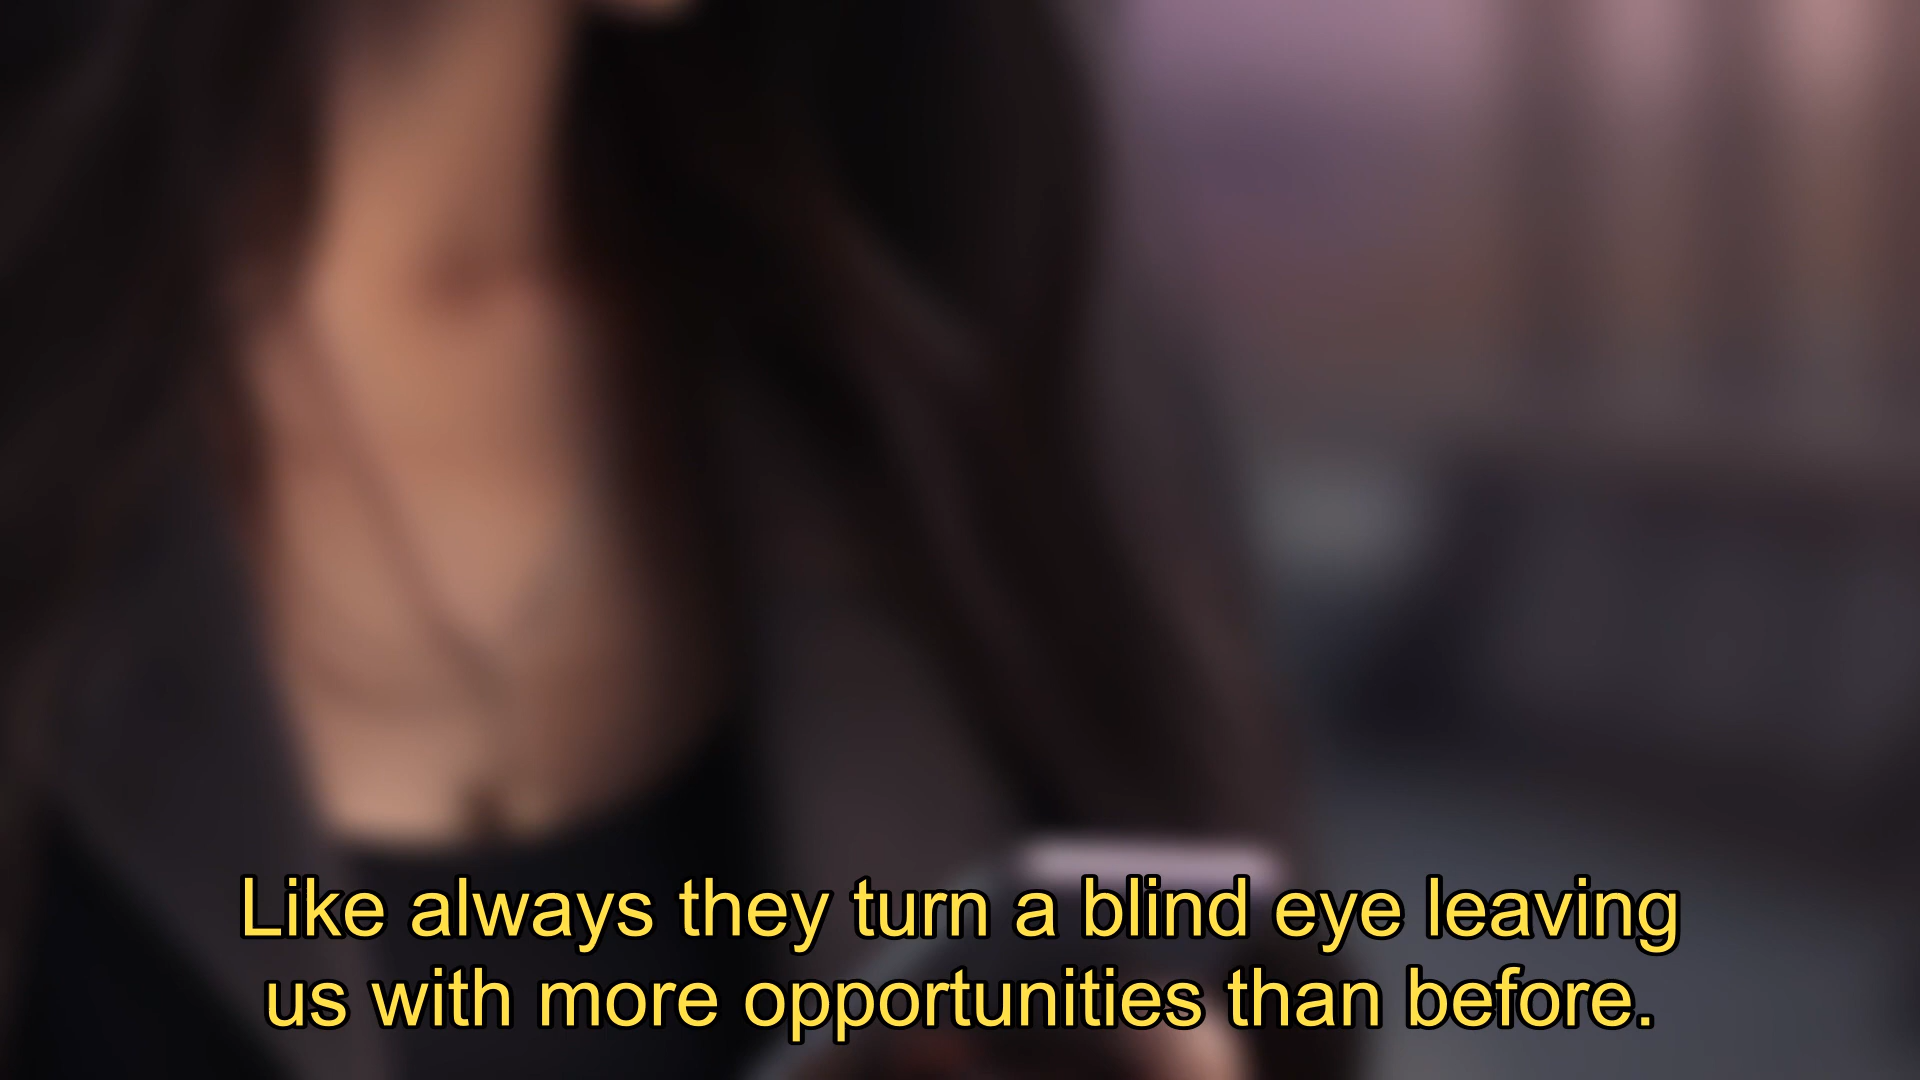 Like always they turn a blind eye leaving
us with more opportunities than before.